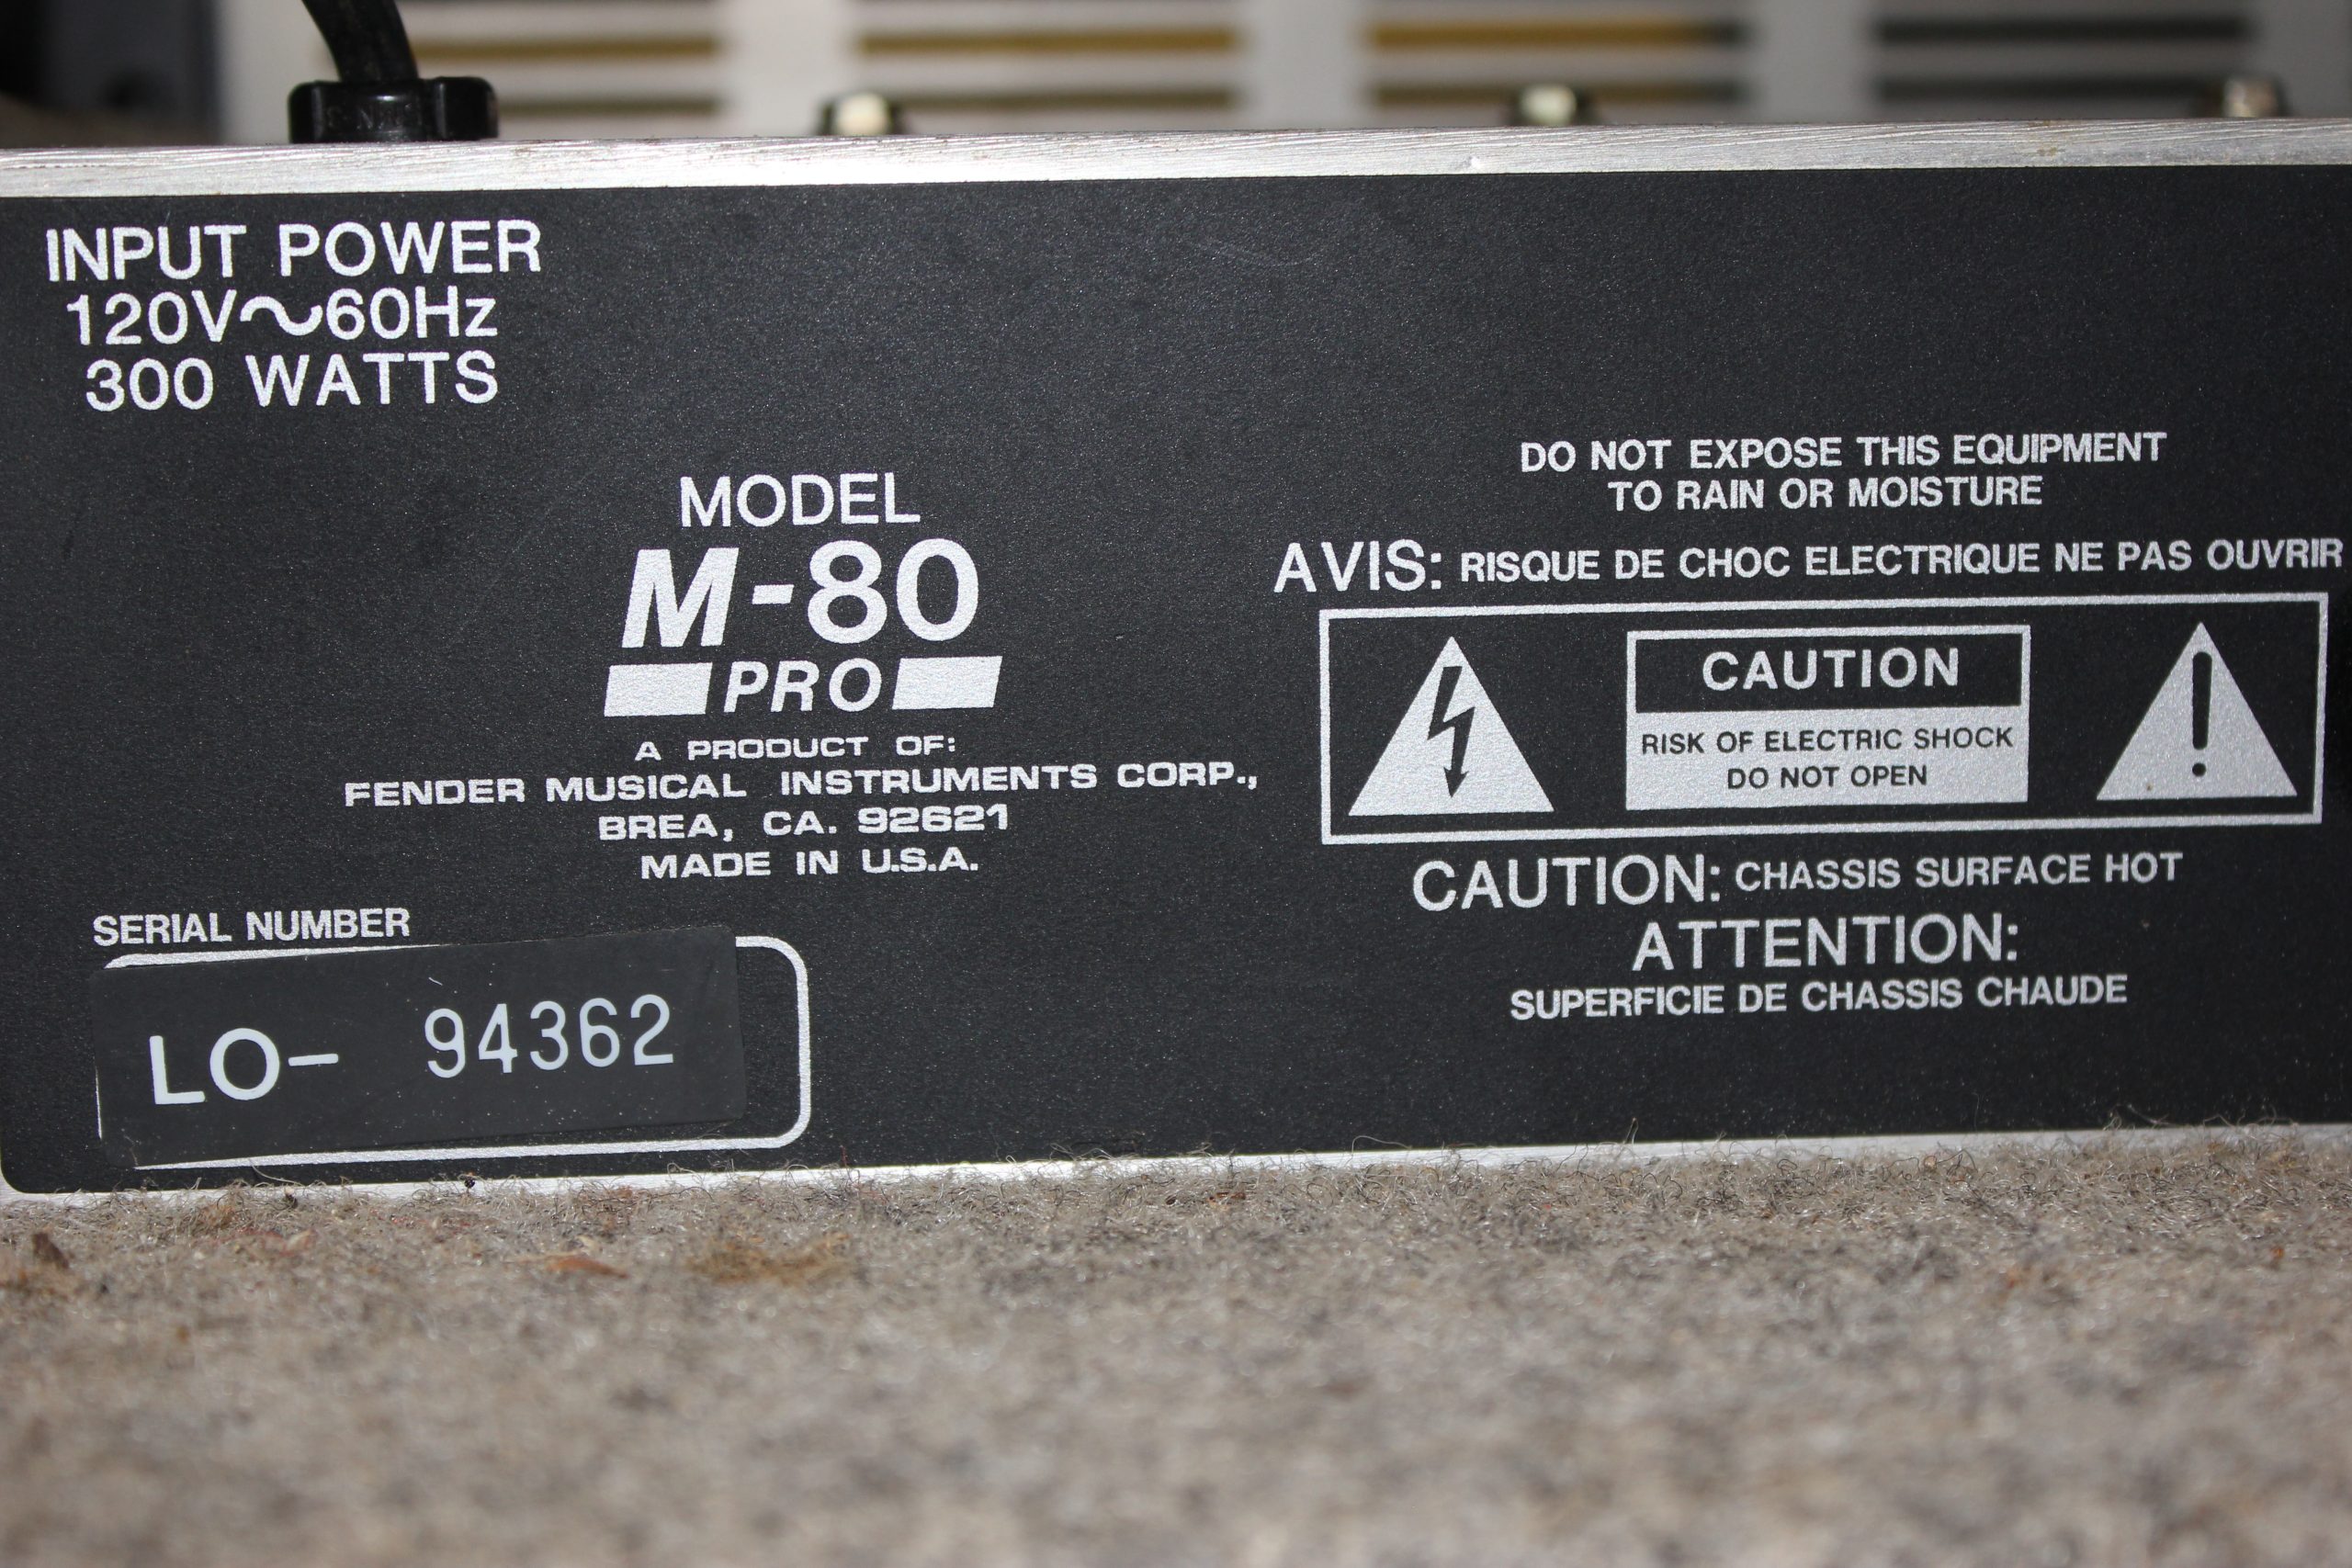 INPUT POWER
120V~60Hz
300 WATTS
MODEL
M-80
PRO
A PRODUCT OF:
FENDER MUSICAL INSTRUMENTS CORP.,
BREA, CA. 92621
MADE IN U.S.A.
SERIAL NUMBER
LO- 94362
DO NOT EXPOSE THIS EQUIPMENT
TO RAIN OR MOISTURE
AVIS: RISQUE DE CHOC ELECTRIQUE NE PAS OUVRIR
CAUTION
RISK OF ELECTRIC SHOCK
DO NOT OPEN
CAUTION: CHASSIS SURFACE HOT
ATTENTION:
SUPERFICIE DE CHASSIS CHAUDE